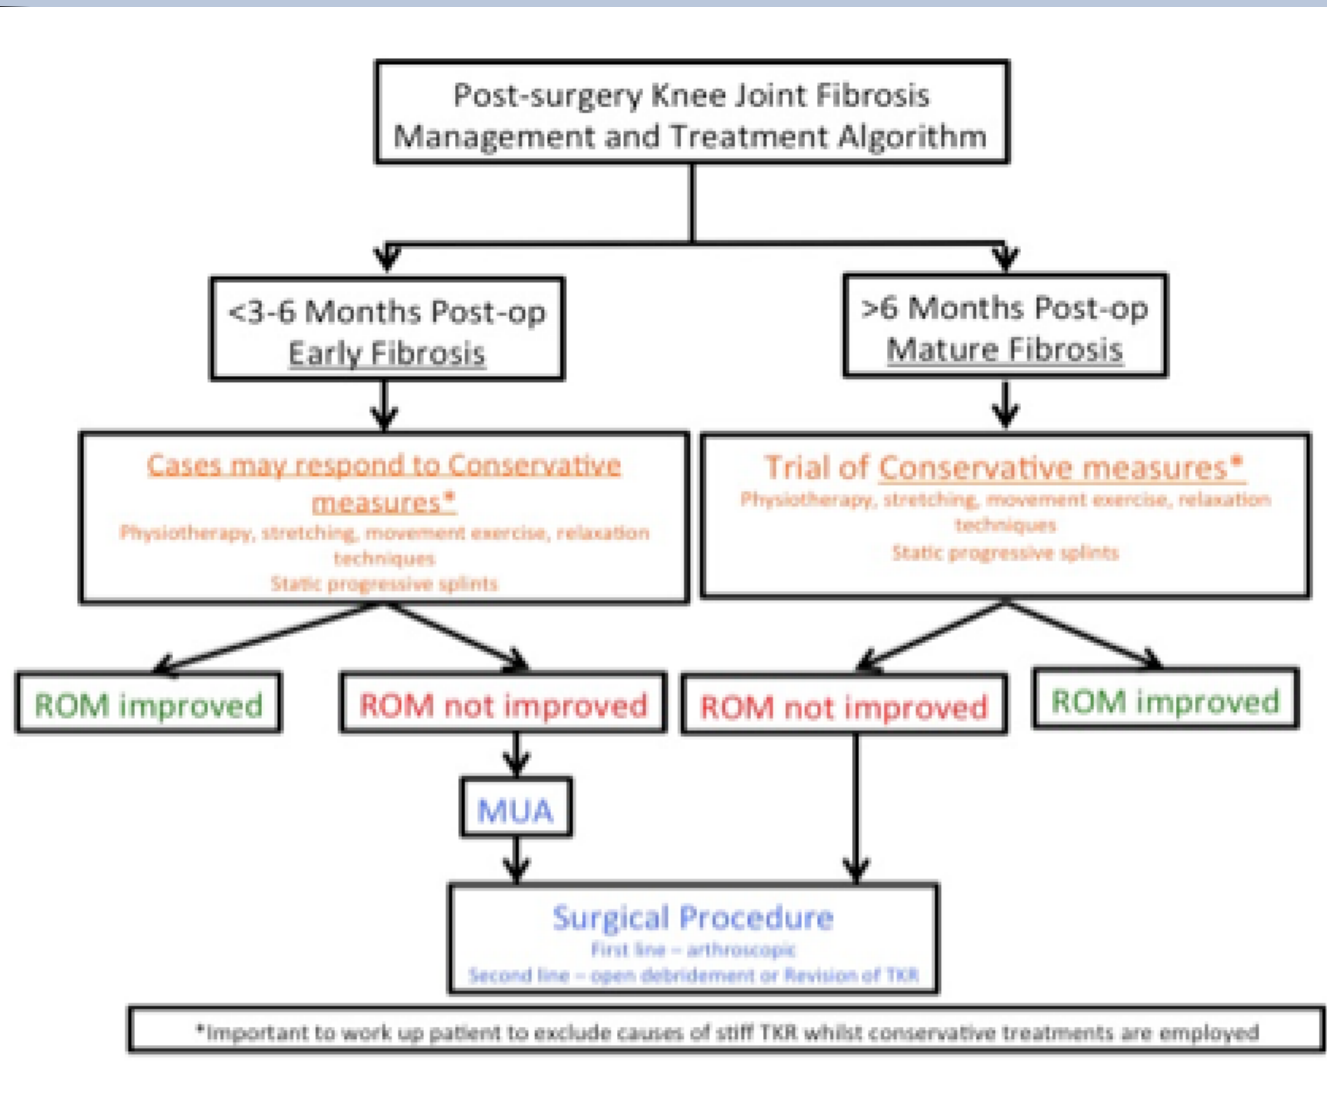 Post-surgery Knee Joint Fibrosis
Management and Treatment Algorithm
<3-6 Months Post-op
Early Fibrosis
>6 Months Post-op
Mature Fibrosis
Cases may respond to Conservative
measures*
Physiotherapy, stretching, movement exercise, relaxation
techniques
Static progressive splints
Trial of Conservative measures*
Physiotherapy, stretching, movement exercise, relaxation
techniques
Static progressive splints
ROM improved
ROM not improved
ROM not improved
ROM improved
MUA
Surgical Procedure
First line – arthroscopic
Second line – open debridement or Revision of TKR
*Important to work up patient to exclude causes of stiff TKR whilst conservative treatments are employed